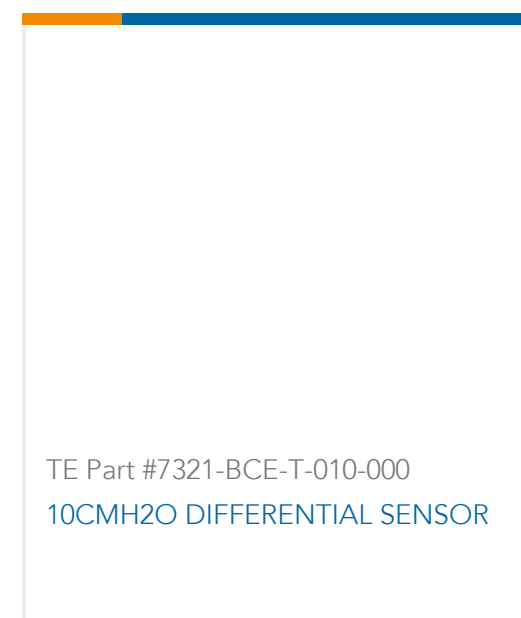 TE Part #7321-BCE-T-010-000
10CMH2O DIFFERENTIAL SENSOR